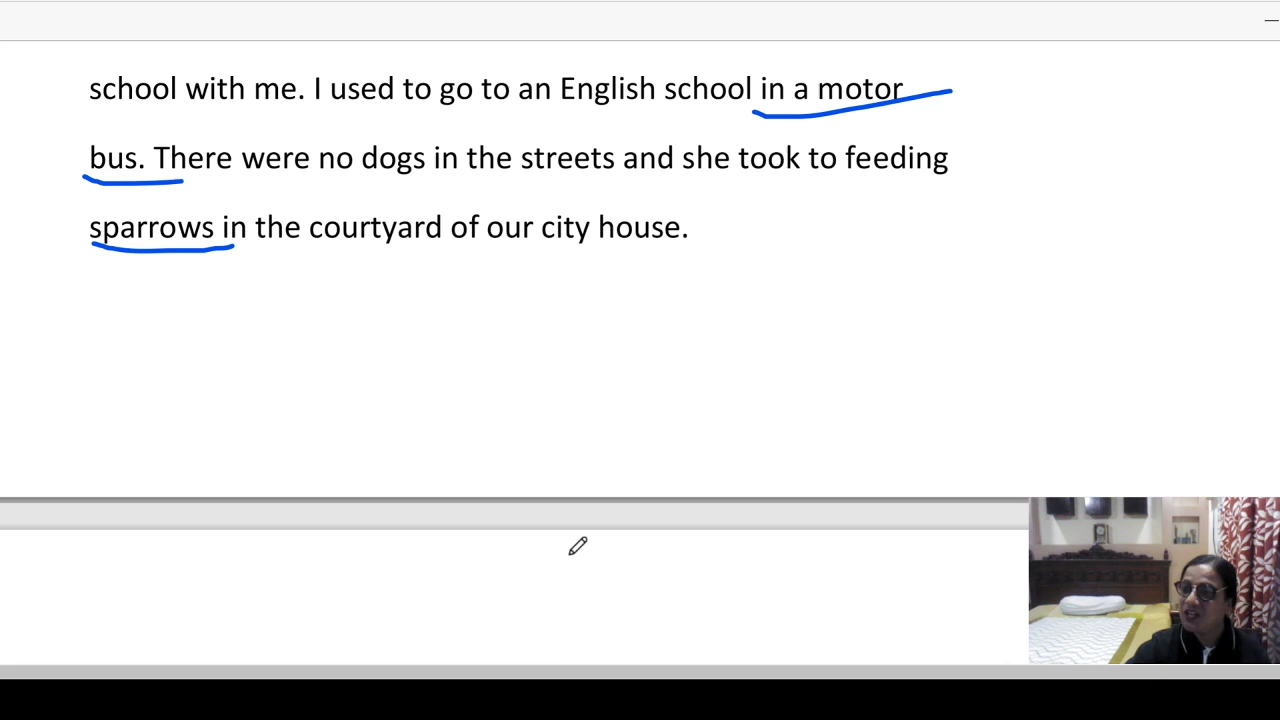 school with me. I used to go to an English school in a motor
bus. There were no dogs in the streets and she took to feeding
sparrows in the courtyard of our city house.